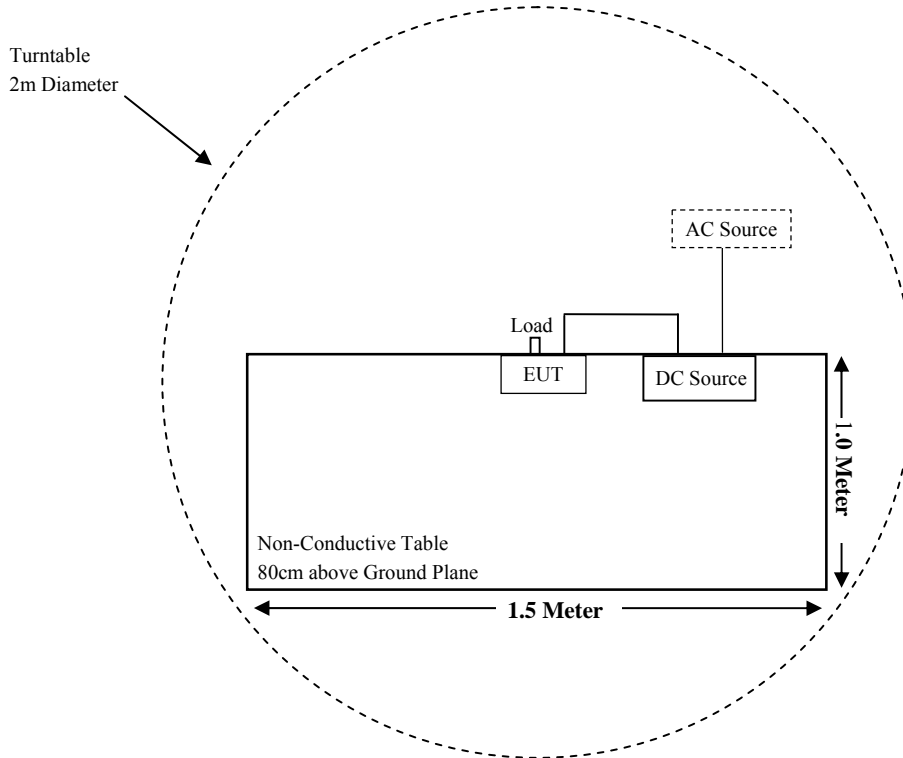 Turntable
2m Diameter
AC Source
Load
EUT
DC Source
1.0 Meter
Non-Conductive Table
80cm above Ground Plane
1.5 Meter